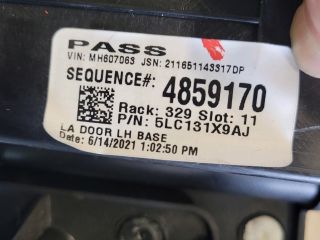 PASS
VIN: MH607063 JSN: 211651143317DP
SEQUENCE#: 4859170
Rack: 329 Slot: 11
P/N: 5LC131X9AJ
LA DOOR LH BASE
Date: 6/14/2021 1:02:50 PM